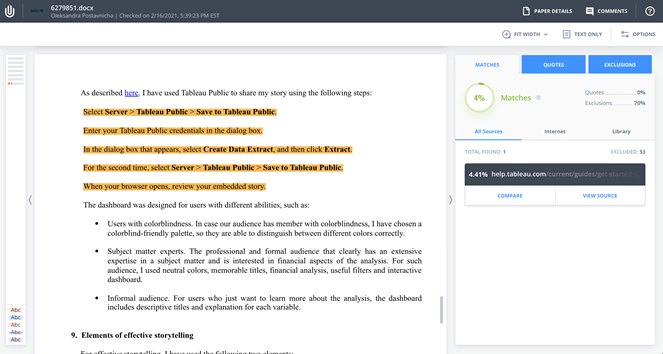 6279851.docx
Oleksandra Postavnicha | Checked on 2/16/2021, 5:39:23 PM EST
PAPER DETAILS
COMMENTS
FIT WIDTH
TEXT ONLY
OPTIONS
As described here, I have used Tableau Public to share my story using the following steps:
Select Server > Tableau Public > Save to Tableau Public.
Enter your Tableau Public credentials in the dialog box.
In the dialog box that appears, select Create Data Extract, and then click Extract.
For the second time, select Server > Tableau Public > Save to Tableau Public.
When your browser opens, review your embedded story.
The dashboard was designed for users with different abilities, such as:
• Users with colorblindness. In case our audience has member with colorblindness, I have chosen a
colorblind-friendly palette, so they are able to distinguish between different colors correctly.
• Subject matter experts. The professional and formal audience that clearly has an extensive
expertise in a subject matter and is interested in financial aspects of the analysis. For such
audience, I used neutral colors, memorable titles, financial analysis, useful filters and interactive
dashboard.
• Informal audience. For users who just want to learn more about the analysis, the dashboard
includes descriptive titles and explanation for each variable.
9. Elements of effective storytelling
For effective storytelling, I have used the following two elements:
Abc
Abc
Abc
Abc
Abc
MATCHES
QUOTES
EXCLUSIONS
4%
Matches
Quotes 0%
Exclusions 70%
All Sources
Internet
Library
TOTAL FOUND: 1
EXCLUDED: 53
4.41% help.tableau.com/current/guides/get-started
COMPARE
VIEW SOURCE